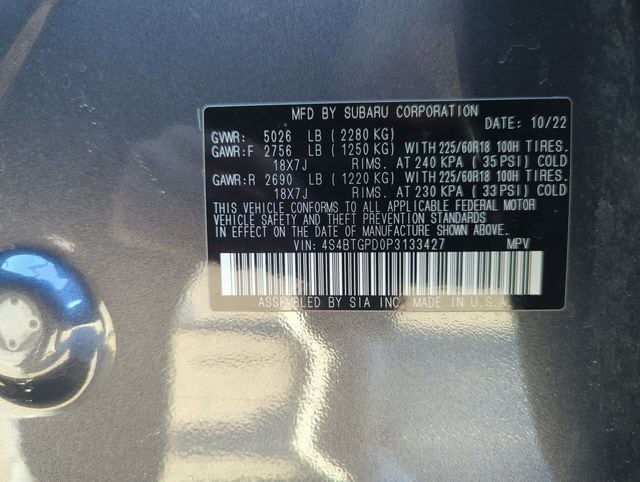 MFD BY SUBARU CORPORATION
DATE: 10/22
GVWR: 5026 LB ( 2280 KG)
GAWR:F 2756 LB ( 1250 KG) WITH 225/60R18 100H TIRES.
18X7J RIMS. AT 240 KPA ( 35 PSI) COLD
GAWR:R 2690 LB ( 1220 KG) WITH 225/60R18 100H TIRES.
18X7J RIMS. AT 230 KPA ( 33 PSI) COLD
THIS VEHICLE CONFORMS TO ALL APPLICABLE FEDERAL MOTOR
VEHICLE SAFETY AND THEFT PREVENTION STANDARDS
IN EFFECT ON THE DATE OF MANUFACTURE SHOWN ABOVE.
VIN: 4S4BTGPD0P3133427 MPV
ASSEMBLED BY SIA INC. MADE IN U.S.A